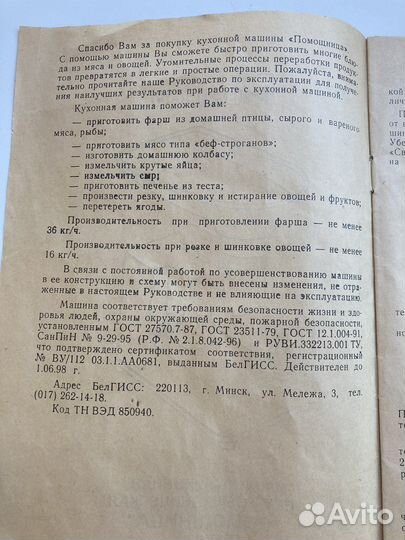 Спасибо Вам за покупку кухонной машины «Помощница».
С помощью машины Вы сможете быстро приготовить многие блю-
да из мяса и овощей. Утомительные процессы переработки продук-
тов превратятся в легкие и простые операции. Пожалуйста, внима-
тельно прочитайте наше Руководство по эксплуатации для получе-
ния наилучших результатов при работе с кухонной машиной.
Кухонная машина поможет Вам:
— приготовить фарш из домашней птицы, сырого и вареного
мяса, рыбы;
— приготовить мясо типа «беф-строганов»;
— изготовить домашнюю колбасу;
— измельчить крутые яйца;
— измельчить сыр;
— приготовить печенье из теста;
— произвести резку, шинковку и истирание овощей и фруктов;
— перетереть ягоды.
Производительность при приготовлении фарша — не менее
36 кг/ч.
Производительность при резке и шинковке овощей — не менее
16 кг/ч.
В связи с постоянной работой по усовершенствованию машины
в ее конструкцию и схему могут быть внесены изменения, не отра-
женные в настоящем Руководстве и не влияющие на эксплуатацию.
Машина соответствует требованиям безопасности жизни и здо-
ровья людей, охраны окружающей среды, пожарной безопасности,
установленным ГОСТ 27570.7-87, ГОСТ 23511-79, ГОСТ 12.1.004-91,
СанПиН № 9-29-95 (Р.Ф. № 2.1.8.042-96) и РУВИ.332213.001 ТУ,
что подтверждено сертификатом соответствия, регистрационный
№ ВУ/112 03.1.1.АА0681, выданным БелГИСС. Действителен до
1.06.98 г.
Адрес БелГИСС: 220113, г. Минск, ул. Мележа, 3, тел.
(017) 262-14-18.
Код ТН ВЭД 850940.
кой
лич
П
от
Убе
«Св
на
Avito